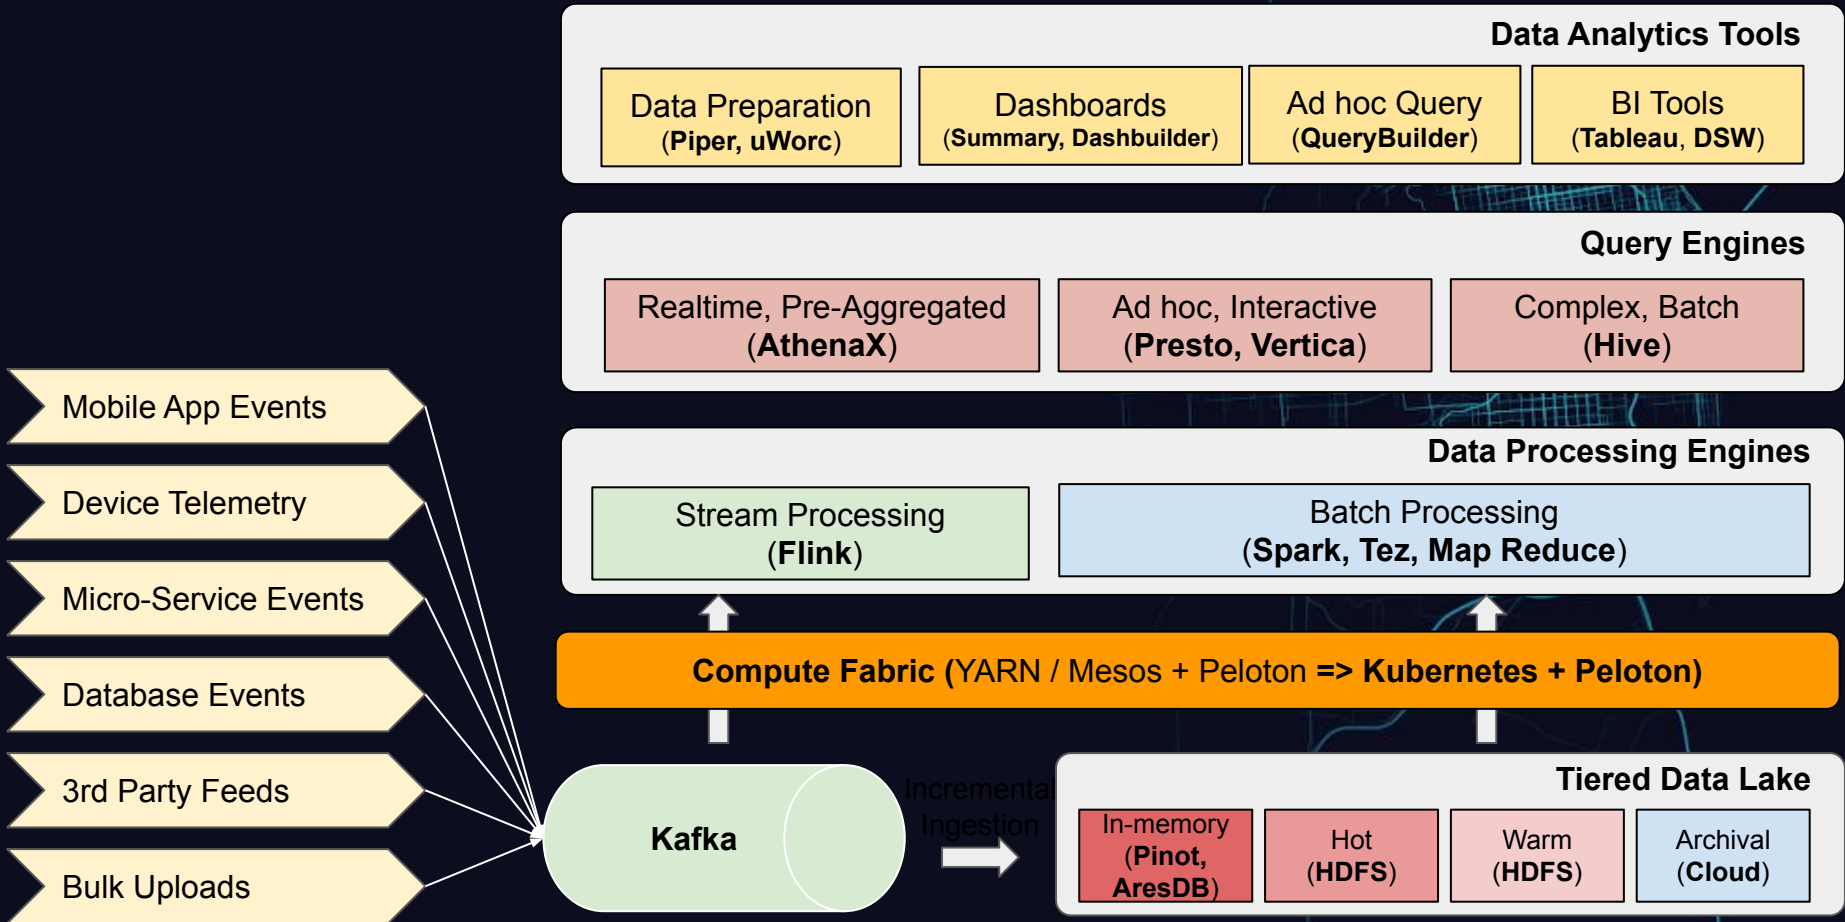 Data Analytics Tools
Data Preparation
(Piper, uWorc)
Dashboards
(Summary, Dashbuilder)
Ad hoc Query
(QueryBuilder)
BI Tools
(Tableau, DSW)
Query Engines
Realtime, Pre-Aggregated
(AthenaX)
Ad hoc, Interactive
(Presto, Vertica)
Complex, Batch
(Hive)
Mobile App Events
Device Telemetry
Micro-Service Events
Database Events
3rd Party Feeds
Bulk Uploads
Data Processing Engines
Stream Processing
(Flink)
Batch Processing
(Spark, Tez, Map Reduce)
Compute Fabric (YARN / Mesos + Peloton => Kubernetes + Peloton)
Kafka
Incremental
Ingestion
Tiered Data Lake
In-memory
(Pinot,
AresDB)
Hot
(HDFS)
Warm
(HDFS)
Archival
(Cloud)